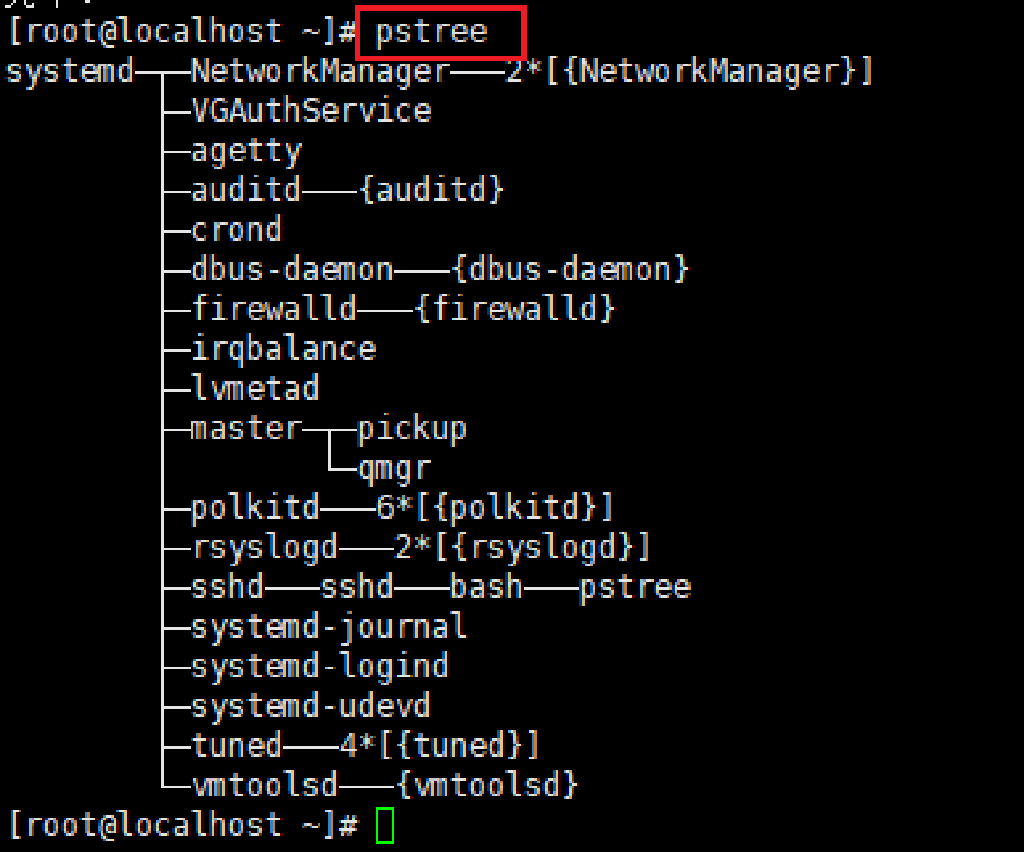 [root@localhost ~]# pstree
systemd─┬─NetworkManager───2*[{NetworkManager}]
├─VGAuthService
├─agetty
├─auditd───{auditd}
├─crond
├─dbus-daemon───{dbus-daemon}
├─firewalld───{firewalld}
├─irqbalance
├─lvmetad
├─master─┬─pickup
└─qmgr
├─polkitd───6*[{polkitd}]
├─rsyslogd───2*[{rsyslogd}]
├─sshd───sshd───bash───pstree
├─systemd-journal
├─systemd-logind
├─systemd-udevd
├─tuned───4*[{tuned}]
└─vmtoolsd───{vmtoolsd}
[root@localhost ~]#